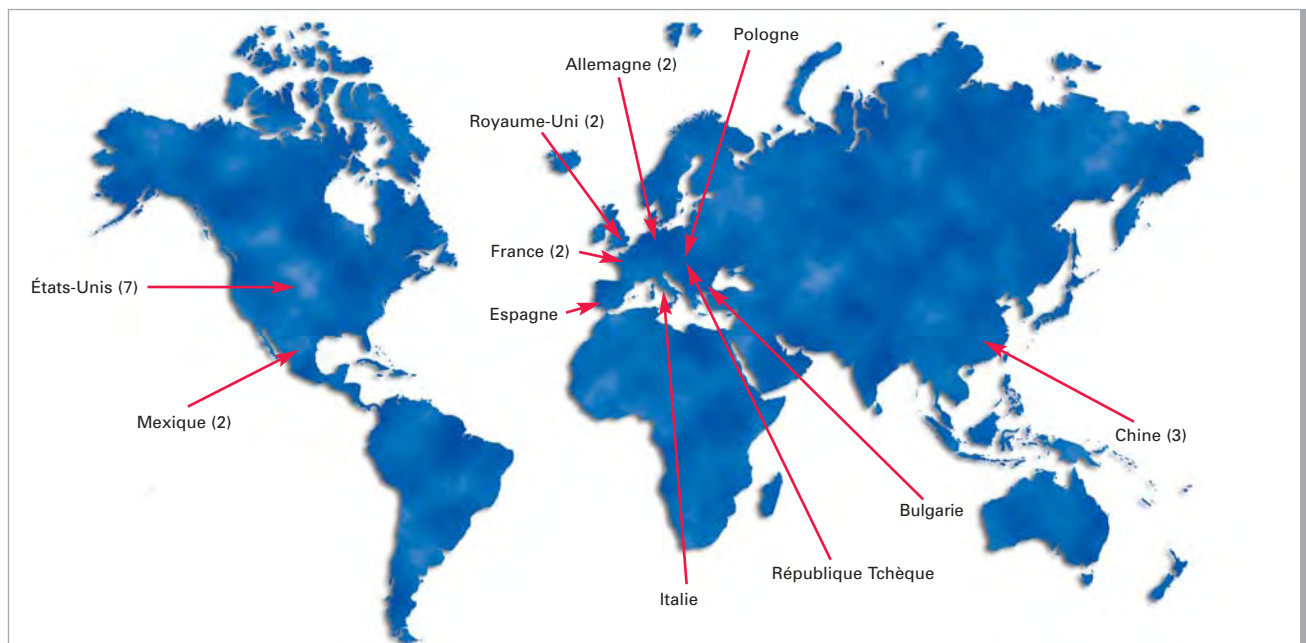 Pologne
Allemagne (2)
Royaume-Uni (2)
France (2)
États-Unis (7)
Espagne
Mexique (2)
Chine (3)
Bulgarie
République Tchèque
Italie